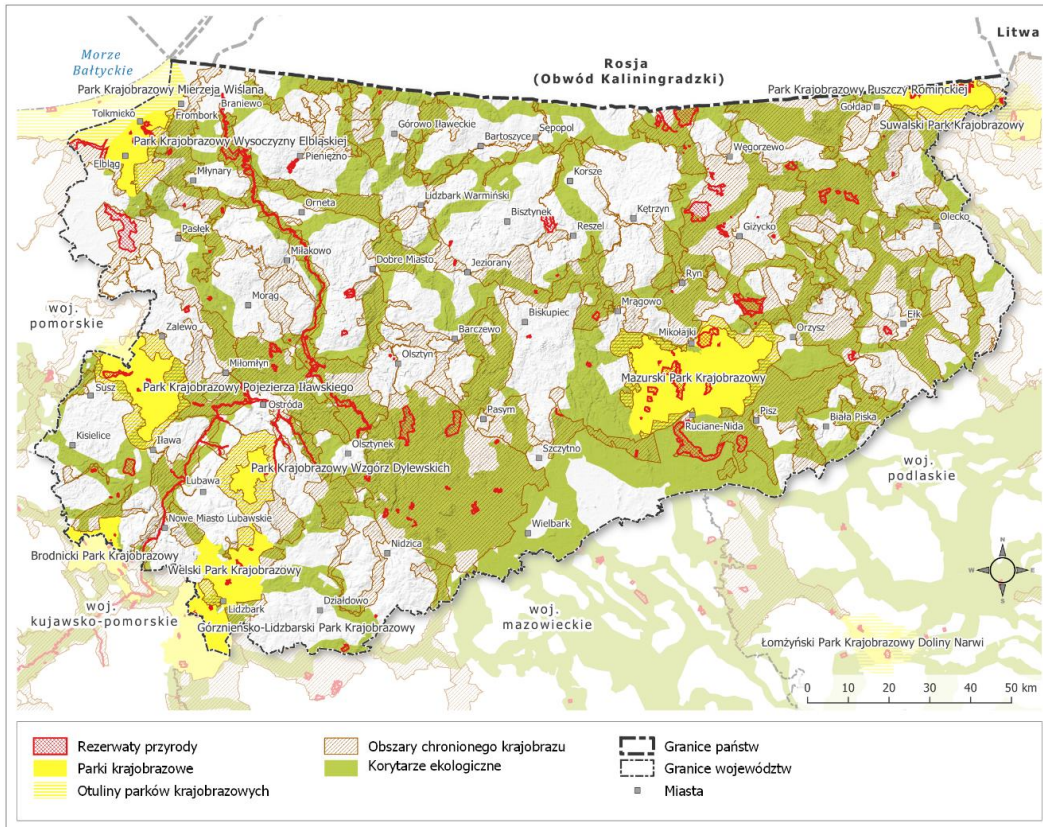 Litwa
Morze
Bałtyckie
Rosja
(Obwód Kaliningradzki)
Park Krajobrazowy Mierzeja Wiślana
Park Krajobrazowy Puszczy Rominckiej
Braniewo
Gołdap
Tolkmicko
Frombork
Suwalski Park Krajobrazowy
Górowo Iławeckie
Sępopol
Bartoszyce
Park Krajobrazowy Wysoczyzny Elbląskiej
Elbląg
Pieniężno
Węgorzewo
Młynary
Korsze
Lidzbark Warmiński
Orneta
Bisztynek
Kętrzyn
Olecko
Reszel
Giżycko
Pasłęk
Miłakowo
Dobre Miasto
Jeziorany
Ryn
Morąg
woj.
pomorskie
Mrągowo
Biskupiec
Ełk
Zalewo
Barczewo
Mikołajki
Orzysz
Olsztyn
Miłomłyn
Mazurski Park Krajobrazowy
Park Krajobrazowy Pojezierza Iławskiego
Susz
Ostróda
Pasym
Pisz
Ruciane-Nida
Biała Piska
Kisielice
Iława
Olsztynek
Szczytno
woj.
podlaskie
Park Krajobrazowy Wzgórz Dylewskich
Lubawa
Nowe Miasto Lubawskie
Wielbark
Brodnicki Park Krajobrazowy
Nidzica
Welski Park Krajobrazowy
N
W
E
S
woj.
kujawsko-pomorskie
Lidzbark
Działdowo
woj.
mazowieckie
Górznieńsko-Lidzbarski Park Krajobrazowy
Łomżyński Park Krajobrazowy Doliny Narwi
0 10 20 30 40 50 km
Rezerwaty przyrody
Parki krajobrazowe
Otuliny parków krajobrazowych
Obszary chronionego krajobrazu
Korytarze ekologiczne
Granice państw
Granice województw
Miasta